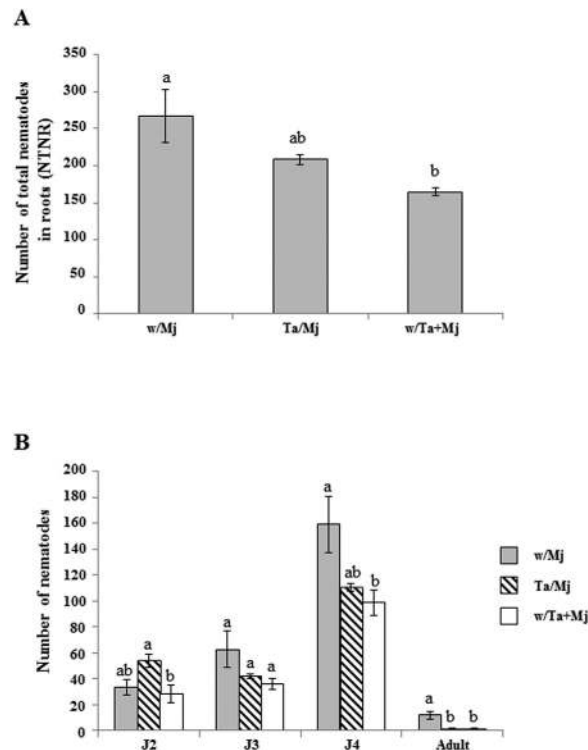 A
Number of total nematodes
in roots (NTNR)
350
300
250
200
150
100
50
0
a
ab
b
w/Mj
Ta/Mj
w/Ta+Mj
B
Number of nematodes
200
180
160
140
120
100
80
60
40
20
0
ab
a
b
a
a
a
a
ab
b
a
b
b
J2
J3
J4
Adult
w/Mj
Ta/Mj
w/Ta+Mj